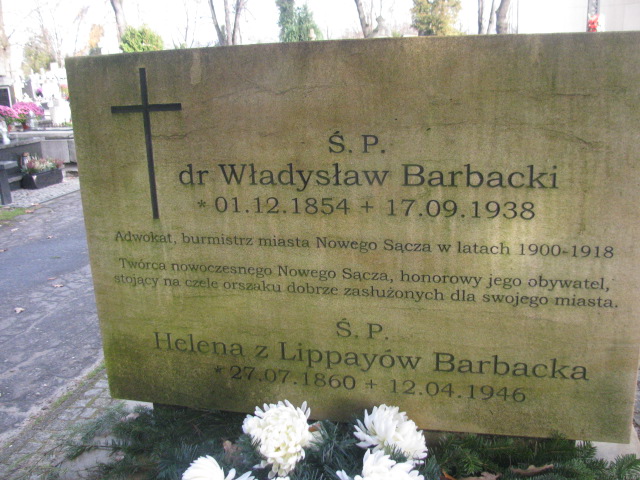 Ś. P.
dr Władysław Barbacki
* 01.12.1854 + 17.09.1938
Adwokat, burmistrz miasta Nowego Sącza w latach 1900-1918
Twórca nowoczesnego Nowego Sącza, honorowy jego obywatel,
stojący na czele orszaku dobrze zasłużonych dla swojego miasta.
Ś. P.
Helena z Lippayów Barbacka
* 27.07.1860 + 12.04.1946